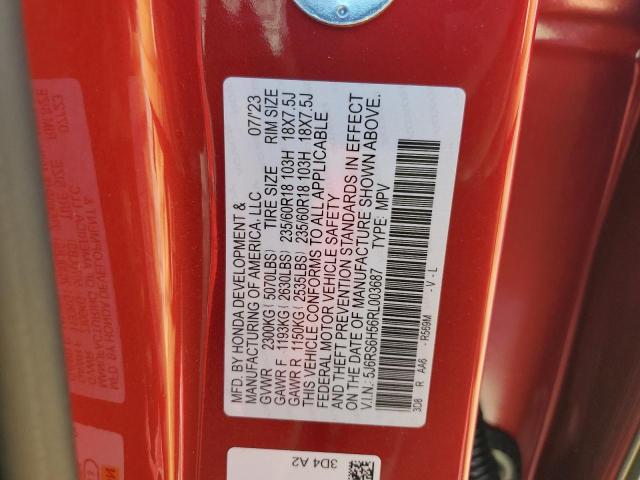 MFD. BY HONDA DEVELOPMENT &
MANUFACTURING OF AMERICA, LLC. 07/'23
GVWR 2300KG (5070LBS) TIRE SIZE RIM SIZE
GAWR F 1193KG (2630LBS) 235/60R18 103H 18X7.5J
GAWR R 1150KG (2535LBS) 235/60R18 103H 18X7.5J
THIS VEHICLE CONFORMS TO ALL APPLICABLE
FEDERAL MOTOR VEHICLE SAFETY
AND THEFT PREVENTION STANDARDS IN EFFECT
ON THE DATE OF MANUFACTURE SHOWN ABOVE.
V.I.N.: 5J6RS6H56RL003687 TYPE: MPV
3D8 R AA6 - R569M - V - L
3D4 A2